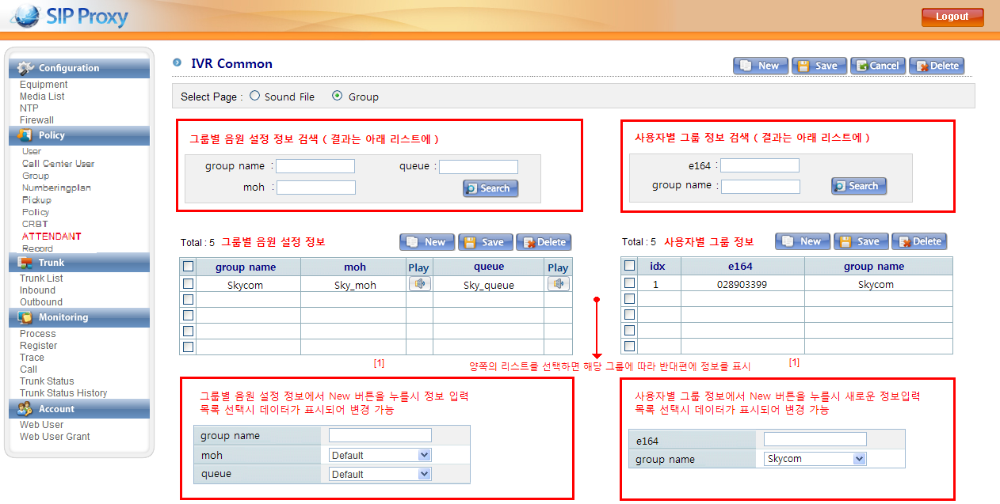 SIP Proxy
Logout
Configuration
Equipment
Media List
NTP
Firewall
Policy
User
Call Center User
Group
Numberingplan
Pickup
Policy
CRBT
ATTENDANT
Record
Trunk
Trunk List
Inbound
Outbound
Monitoring
Process
Register
Trace
Call
Trunk Status
Trunk Status History
Account
Web User
Web User Grant
IVR Common
New Save Cancel Delete
Select Page : Sound File Group
그룹별 음원 설정 정보 검색 ( 결과는 아래 리스트에 )
group name : queue :
moh : Search
사용자별 그룹 정보 검색 ( 결과는 아래 리스트에 )
e164 :
group name : Search
Total : 5 그룹별 음원 설정 정보 New Save Delete
group name moh Play queue Play
Skycom Sky_moh Sky_queue
[1]
Total : 5 사용자별 그룹 정보 New Save Delete
idx e164 group name
1 028903399 Skycom
[1]
양쪽의 리스트를 선택하면 해당 그룹에 따라 반대편에 정보를 표시
그룹별 음원 설정 정보에서 New 버튼을 누를시 정보 입력
목록 선택시 데이터가 표시되어 변경 가능
group name
moh Default
queue Default
사용자별 그룹 정보에서 New 버튼을 누를시 새로운 정보입력
목록 선택시 데이터가 표시되어 변경 가능
e164
group name Skycom